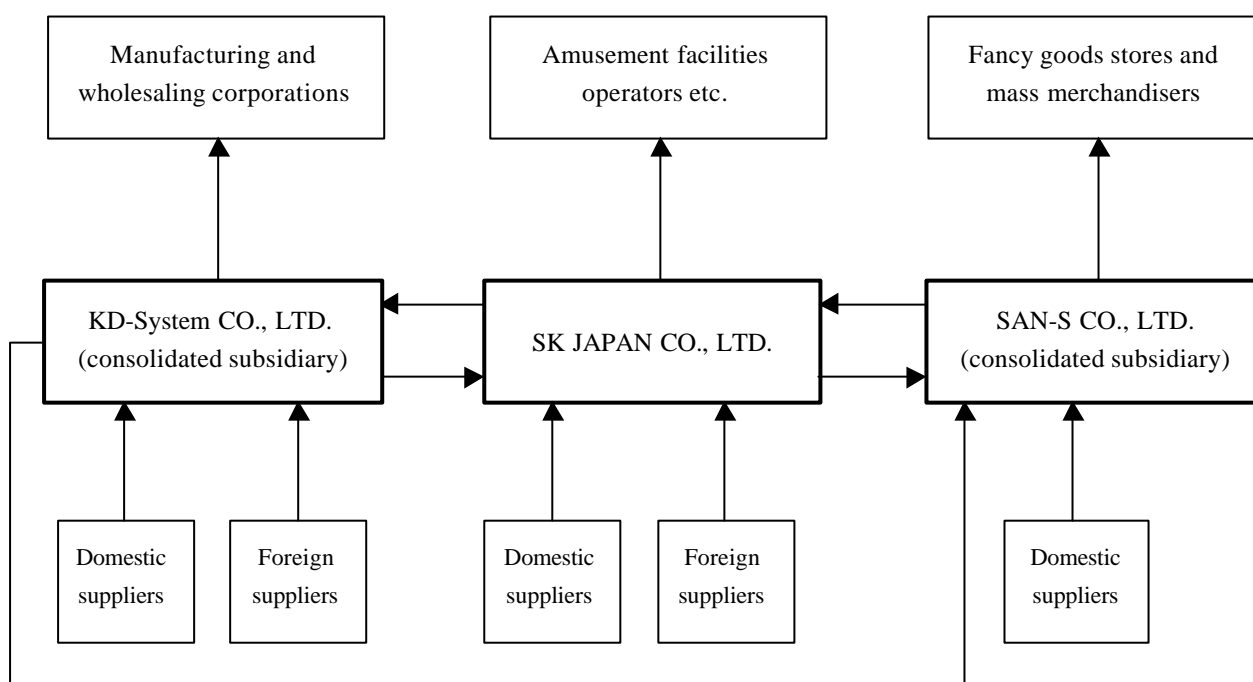 Manufacturing and
wholesaling corporations
Amusement facilities
operators etc.
Fancy goods stores and
mass merchandisers
KD-System CO., LTD.
(consolidated subsidiary)
SK JAPAN CO., LTD.
SAN-S CO., LTD.
(consolidated subsidiary)
Domestic
suppliers
Foreign
suppliers
Domestic
suppliers
Foreign
suppliers
Domestic
suppliers